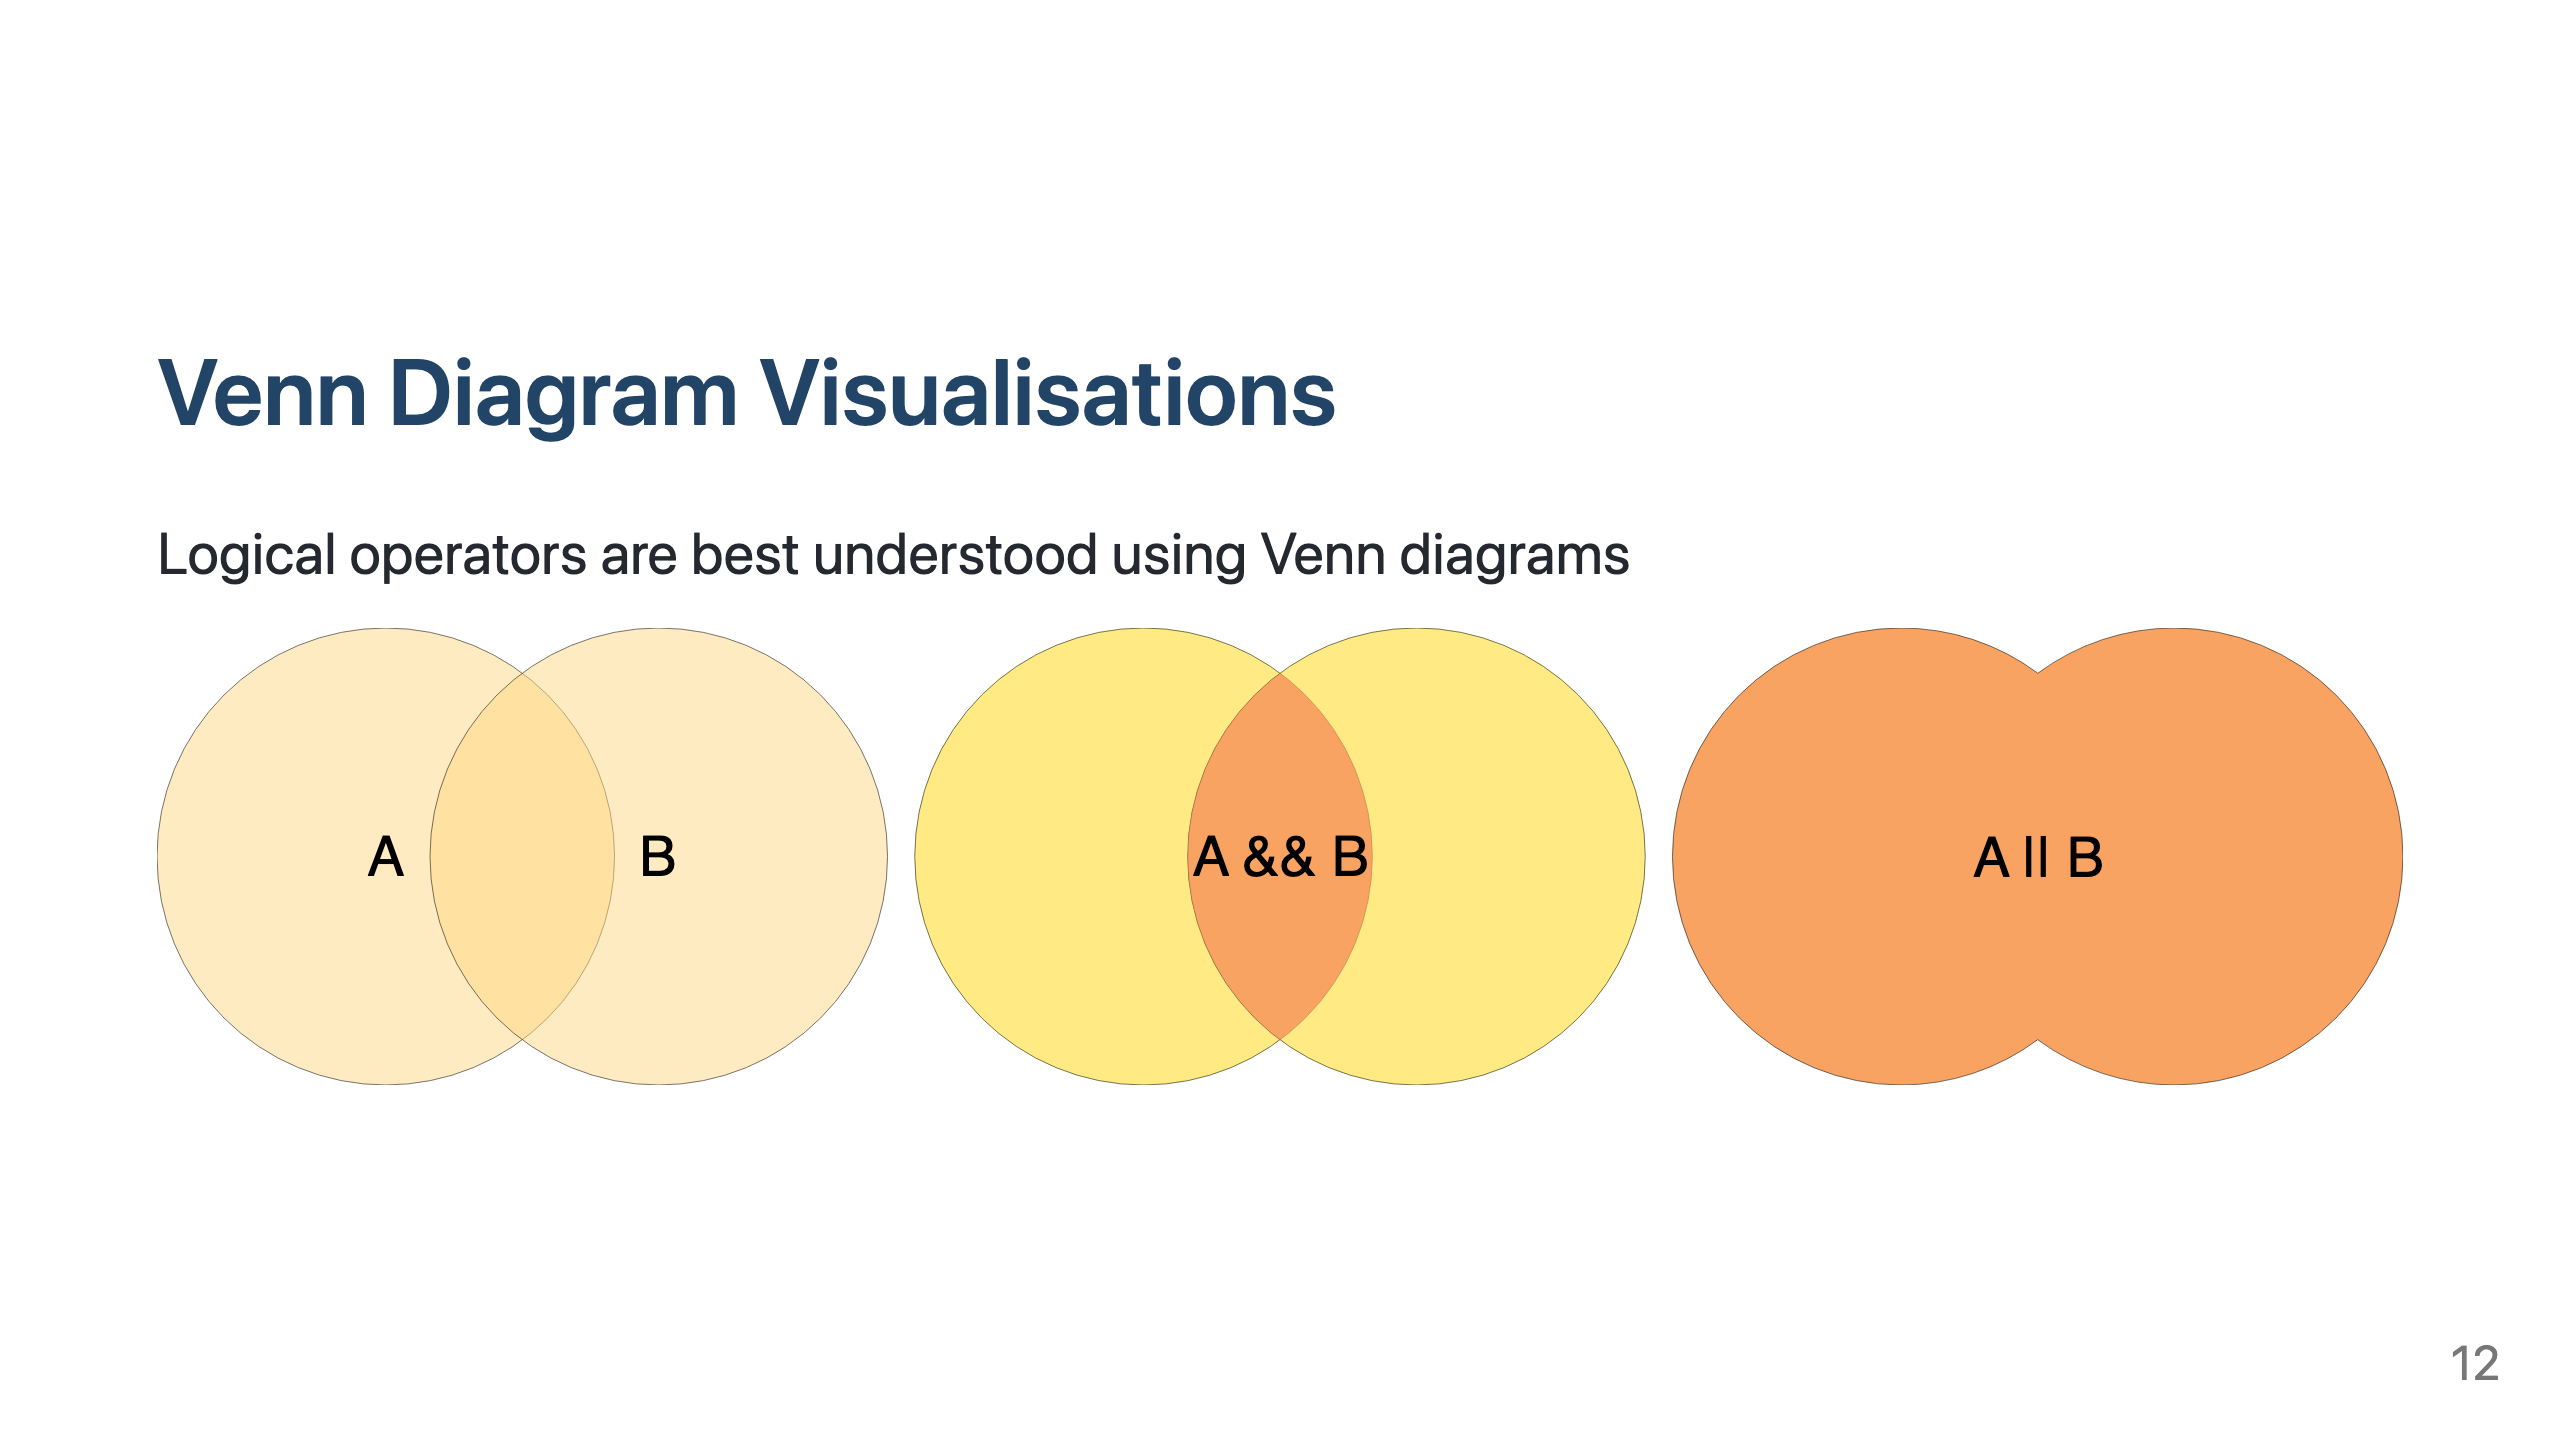 Venn Diagram Visualisations
Logical operators are best understood using Venn diagrams
A B A && B A || B
12